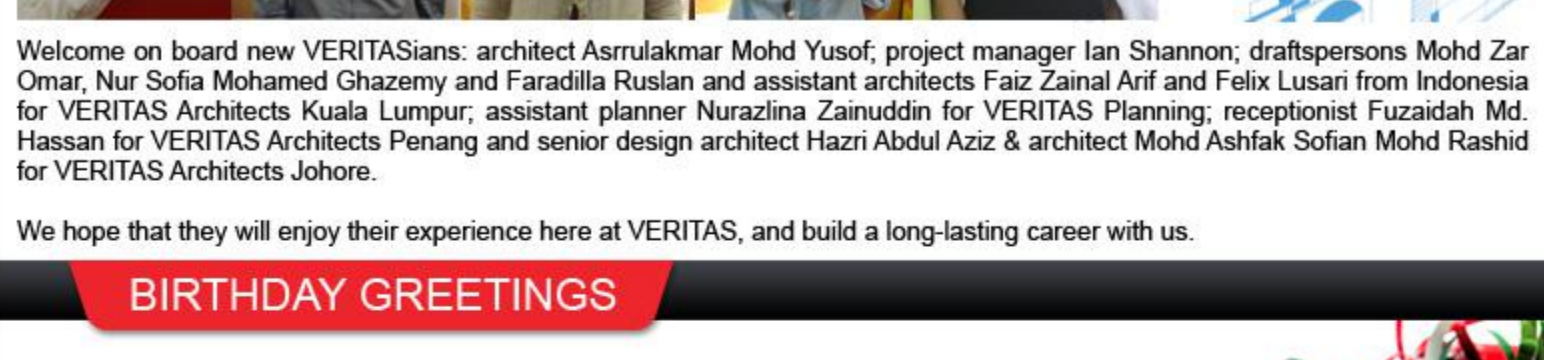 Welcome on board new VERITASians: architect Asrrulakmar Mohd Yusof; project manager Ian Shannon; draftspersons Mohd Zar
Omar, Nur Sofia Mohamed Ghazemy and Faradilla Ruslan and assistant architects Faiz Zainal Arif and Felix Lusari from Indonesia
for VERITAS Architects Kuala Lumpur; assistant planner Nurazlina Zainuddin for VERITAS Planning; receptionist Fuzaidah Md.
Hassan for VERITAS Architects Penang and senior design architect Hazri Abdul Aziz & architect Mohd Ashfak Sofian Mohd Rashid
for VERITAS Architects Johore.
We hope that they will enjoy their experience here at VERITAS, and build a long-lasting career with us.
BIRTHDAY GREETINGS